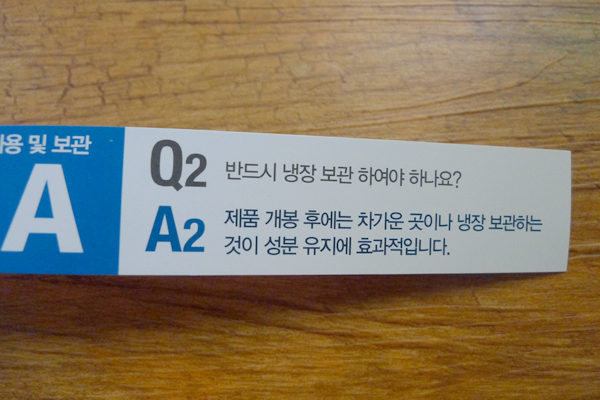 및 보관
A
Q2 반드시 냉장 보관 하여야 하나요?
A2 제품 개봉 후에는 차가운 곳이나 냉장 보관하는
것이 성분 유지에 효과적입니다.